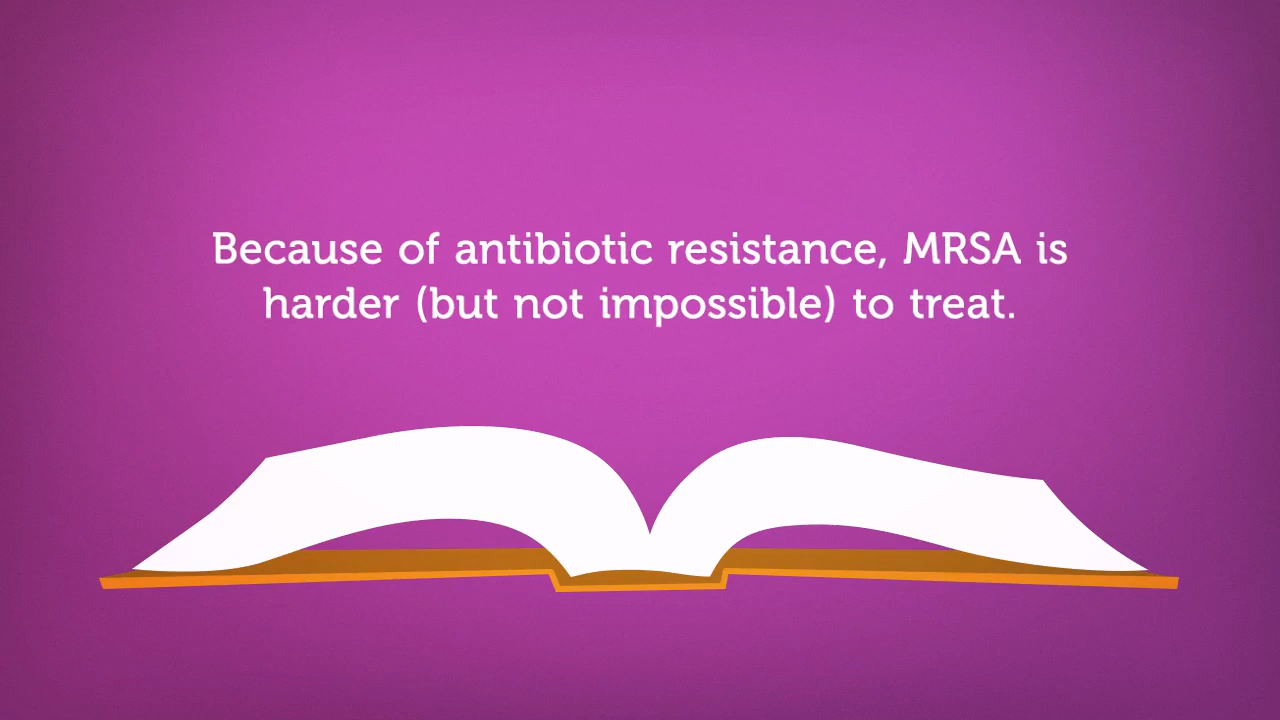 Because of antibiotic resistance, MRSA is
harder (but not impossible) to treat.